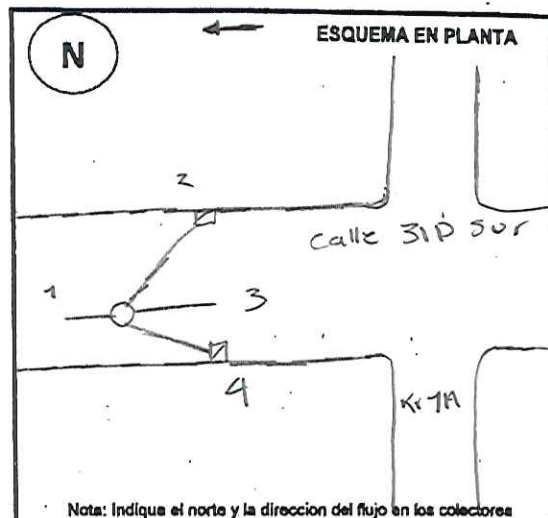 N
ESQUEMA EN PLANTA
2
Calle 31D Sur
1
3
4
Kr 7A
Nota: Indique el norte y la direccion del flujo en los colectores